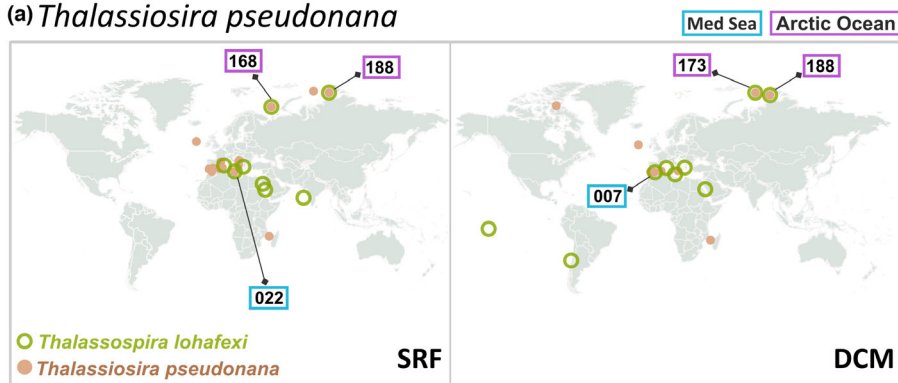 (a) Thalassiosira pseudonana
Med Sea Arctic Ocean
168
188
173
188
007
022
Thalassospira lohafexi
Thalassiosira pseudonana
SRF
DCM